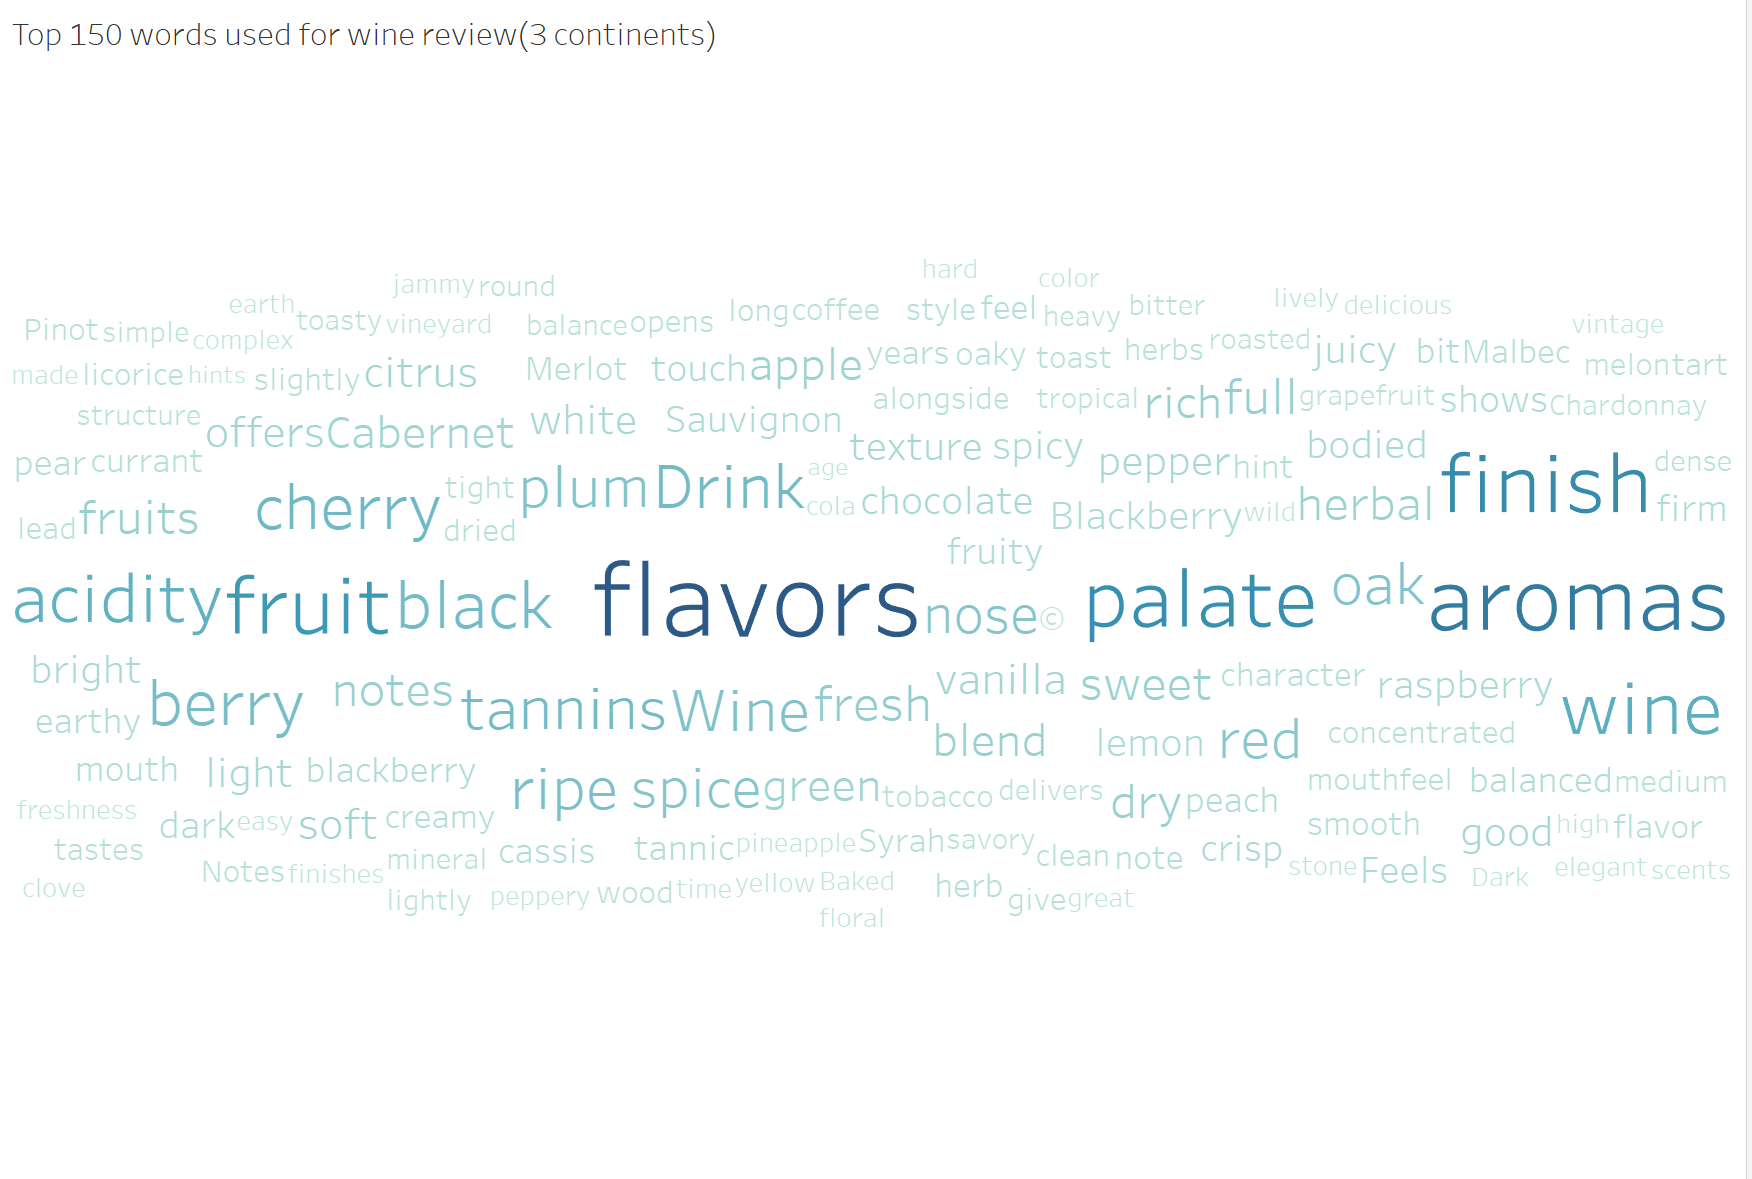 Top 150 words used for wine review(3 continents)
hard
jammy round color
earth lively delicious
Pinot simple complex toasty vineyard balance opens long coffee style feel heavy bitter vintage
made licorice hints slightly citrus Merlot touch apple years oaky toast herbs roasted juicy bit Malbec melon tart
structure offers Cabernet white Sauvignon alongside tropical rich full grapefruit shows Chardonnay
pear currant texture spicy pepper hint bodied dense
lead fruits cherry tight dried plum Drink age cola chocolate Blackberry wild herbal finish firm
fruity
acidity fruit black flavors nose © palate oak aromas
bright berry notes tannins Wine fresh vanilla sweet character raspberry wine
earthy blend lemon red concentrated
mouth light blackberry ripe spice green tobacco delivers dry peach mouthfeel balanced medium
freshness dark easy soft creamy smooth good high flavor
tastes Notes finishes mineral cassis tannic pineapple Syrah savory clean note crisp stone Feels Dark elegant scents
clove lightly peppery wood time yellow Baked herb give great
floral